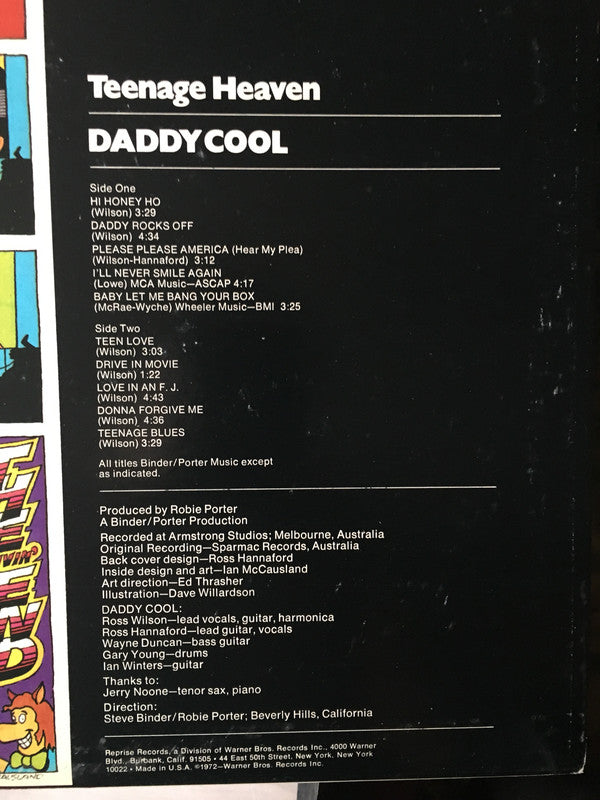 Teenage Heaven
DADDY COOL
Side One
HI HONEY HO
(Wilson) 3:29
DADDY ROCKS OFF
(Wilson) 4:34
PLEASE PLEASE AMERICA (Hear My Plea)
(Wilson-Hannaford) 3:12
I'LL NEVER SMILE AGAIN
(Lowe) MCA Music—ASCAP 4:17
BABY LET ME BANG YOUR BOX
(McRae-Wyche) Wheeler Music—BMI 3:25
Side Two
TEEN LOVE
(Wilson) 3:03
DRIVE IN MOVIE
(Wilson) 1:22
LOVE IN AN F. J.
(Wilson) 4:43
DONNA FORGIVE ME
(Wilson) 4:36
TEENAGE BLUES
(Wilson) 3:29
All titles Binder/Porter Music except
as indicated.
Produced by Robie Porter
A Binder/Porter Production
Recorded at Armstrong Studios; Melbourne, Australia
Original Recording—Sparmac Records, Australia
Back cover design—Ross Hannaford
Inside design and art—Ian McCausland
Art direction—Ed Thrasher
Illustration—Dave Willardson
DADDY COOL:
Ross Wilson—lead vocals, guitar, harmonica
Ross Hannaford—lead guitar, vocals
Wayne Duncan—bass guitar
Gary Young—drums
Ian Winters—guitar
Thanks to:
Jerry Noone—tenor sax, piano
Direction:
Steve Binder/Robie Porter; Beverly Hills, California
Reprise Records, a Division of Warner Bros. Records Inc., 4000 Warner
Blvd., Burbank, Calif. 91505 • 44 East 50th Street, New York, New York
10022 • Made in U.S.A. ©1972—Warner Bros. Records Inc.